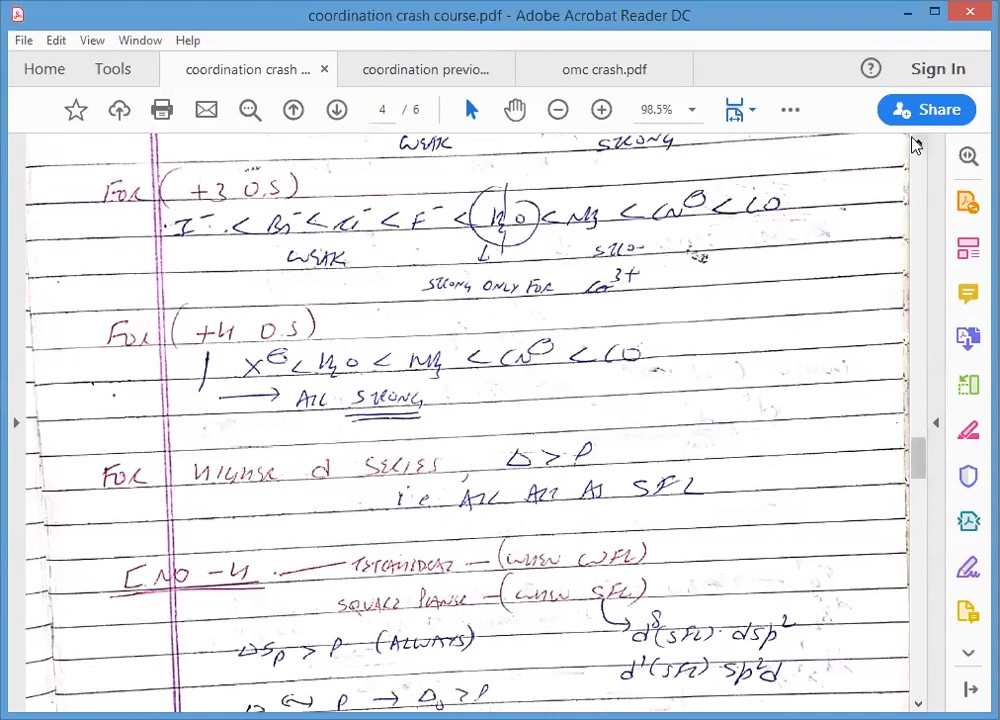 coordination crash course.pdf - Adobe Acrobat Reader DC
File Edit View Window Help
Home Tools coordination crash ... × coordination previo... omc crash.pdf Sign In
4 / 6 98.5% Share
WEAK STRONG
FOR (+3 O.S)
I⁻ < Br⁻ < Cl⁻ < F⁻ < H₂O < NH₃ < CN⊖ < CO
WEAK
STRONG ONLY FOR Co³⁺
FOR (+4 O.S)
X⊖ < H₂O < NH₃ < CN⊖ < CO
→ All STRONG
FOR HIGHER d SERIES, Δ > P
i.e All Act AS SFL
C.NO - 4 — TETRAHEDRAL — (WHEN WFL)
SQUARE PLANAR — (WHEN SFL)
d⁸(SFL) dsp²
ΔSp > P (ALWAYS)
d¹(SFL) sp²d
P → Δ₀ > P